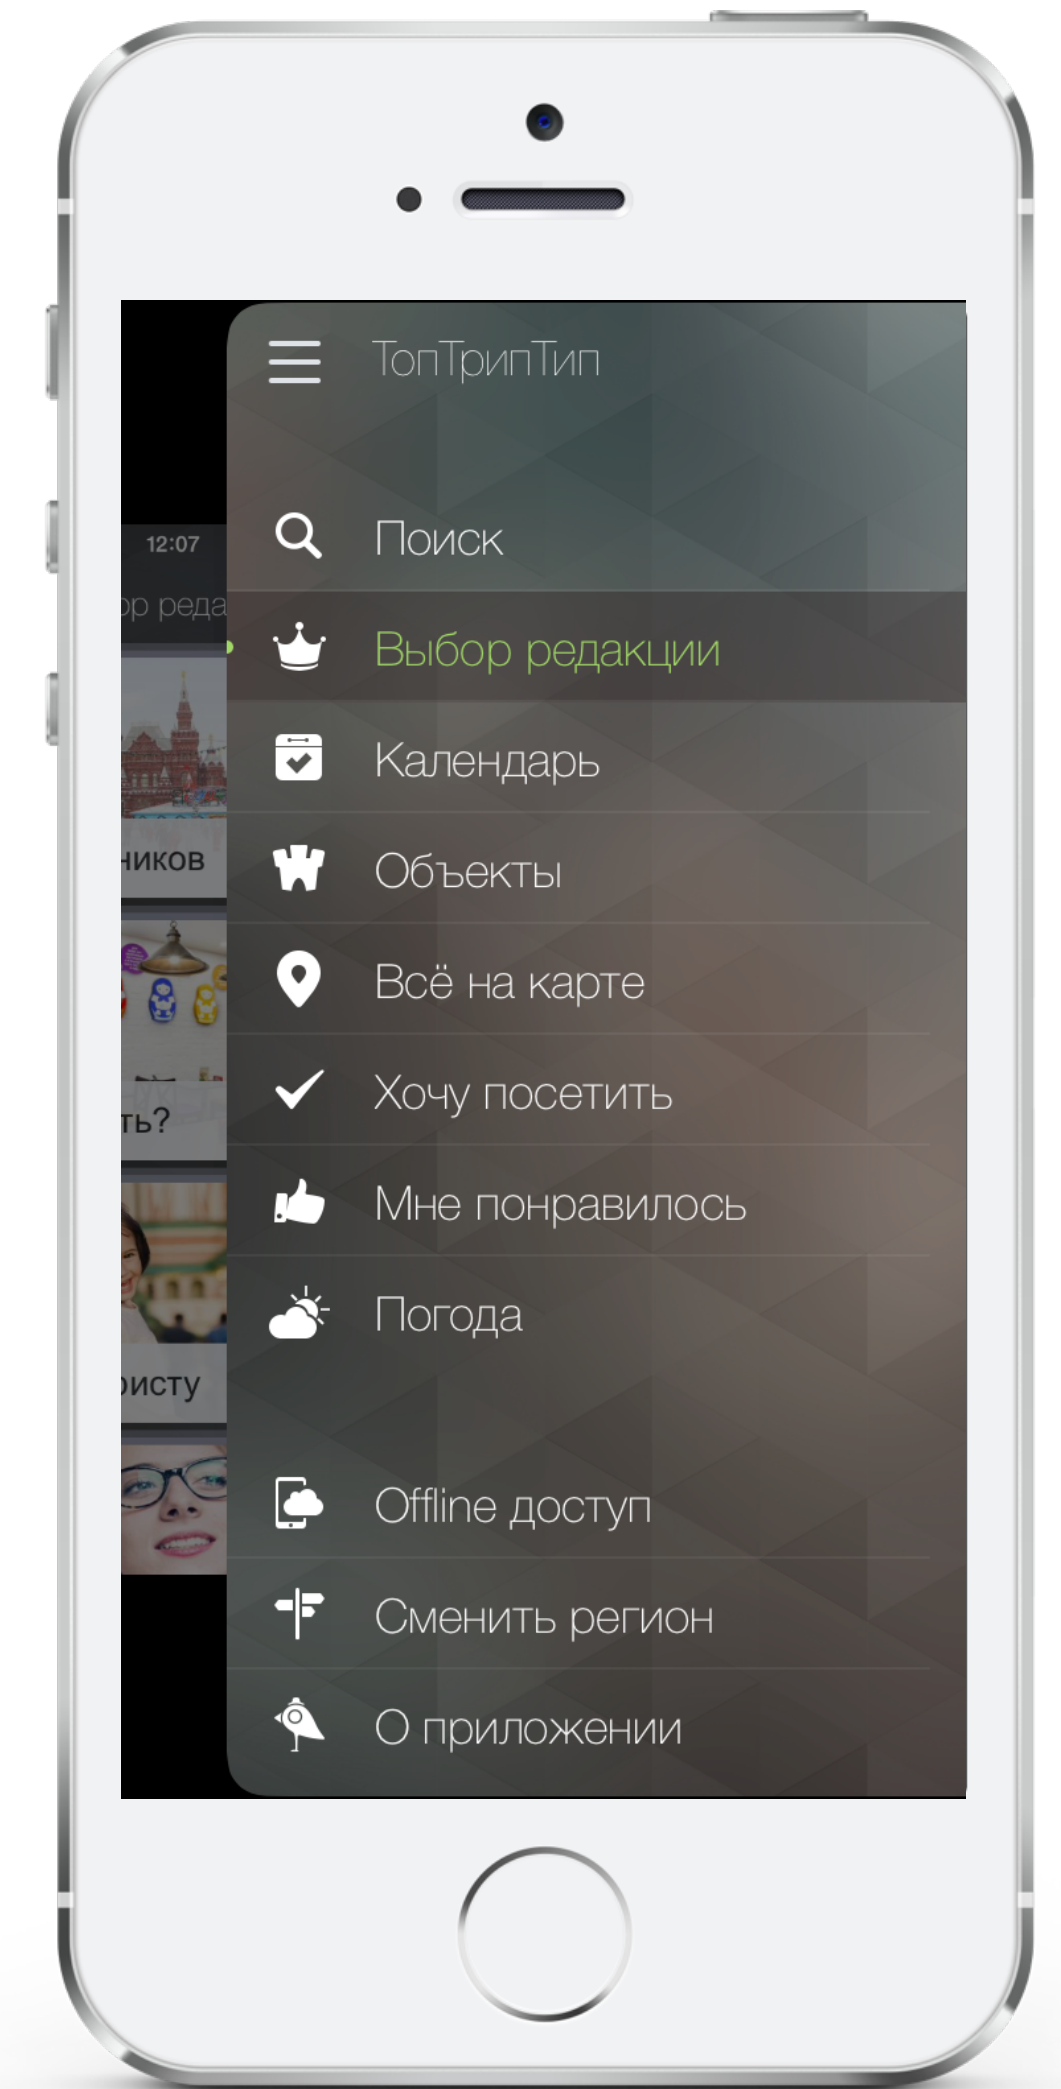 ТопТрипТип
Поиск
12:07
Выбор редакции
Календарь
Объекты
Всё на карте
Хочу посетить
Мне понравилось
Погода
Offline доступ
Сменить регион
О приложении